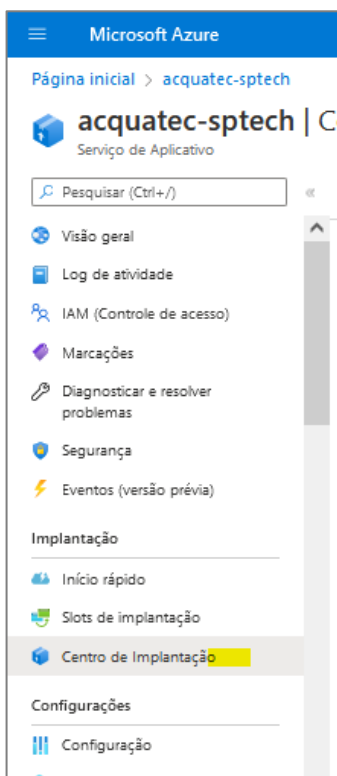 Microsoft Azure
Página inicial > acquatec-sptech
acquatec-sptech |
Serviço de Aplicativo
Pesquisar (Ctrl+/)
«
Visão geral
Log de atividade
IAM (Controle de acesso)
Marcações
Diagnosticar e resolver
problemas
Segurança
Eventos (versão prévia)
Implantação
Início rápido
Slots de implantação
Centro de Implantação
Configurações
Configuração